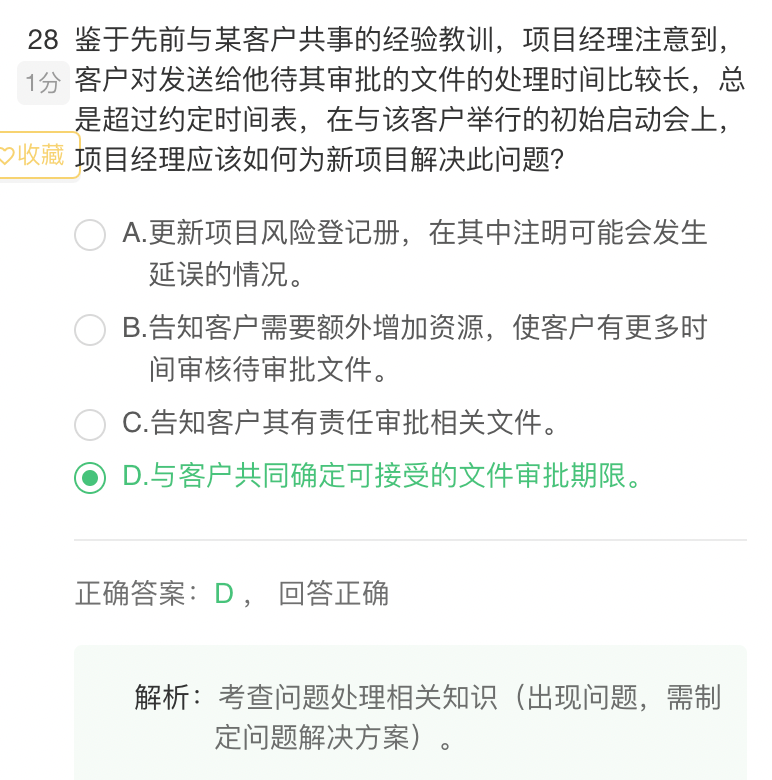 28 鉴于先前与某客户共事的经验教训，项目经理注意到，
1分 客户对发送给他待其审批的文件的处理时间比较长，总
是超过约定时间表，在与该客户举行的初始启动会上，
♡收藏 项目经理应该如何为新项目解决此问题？
A.更新项目风险登记册，在其中注明可能会发生
延误的情况。
B.告知客户需要额外增加资源，使客户有更多时
间审核待审批文件。
C.告知客户其有责任审批相关文件。
D.与客户共同确定可接受的文件审批期限。
正确答案：D， 回答正确
解析：考查问题处理相关知识（出现问题，需制
定问题解决方案）。